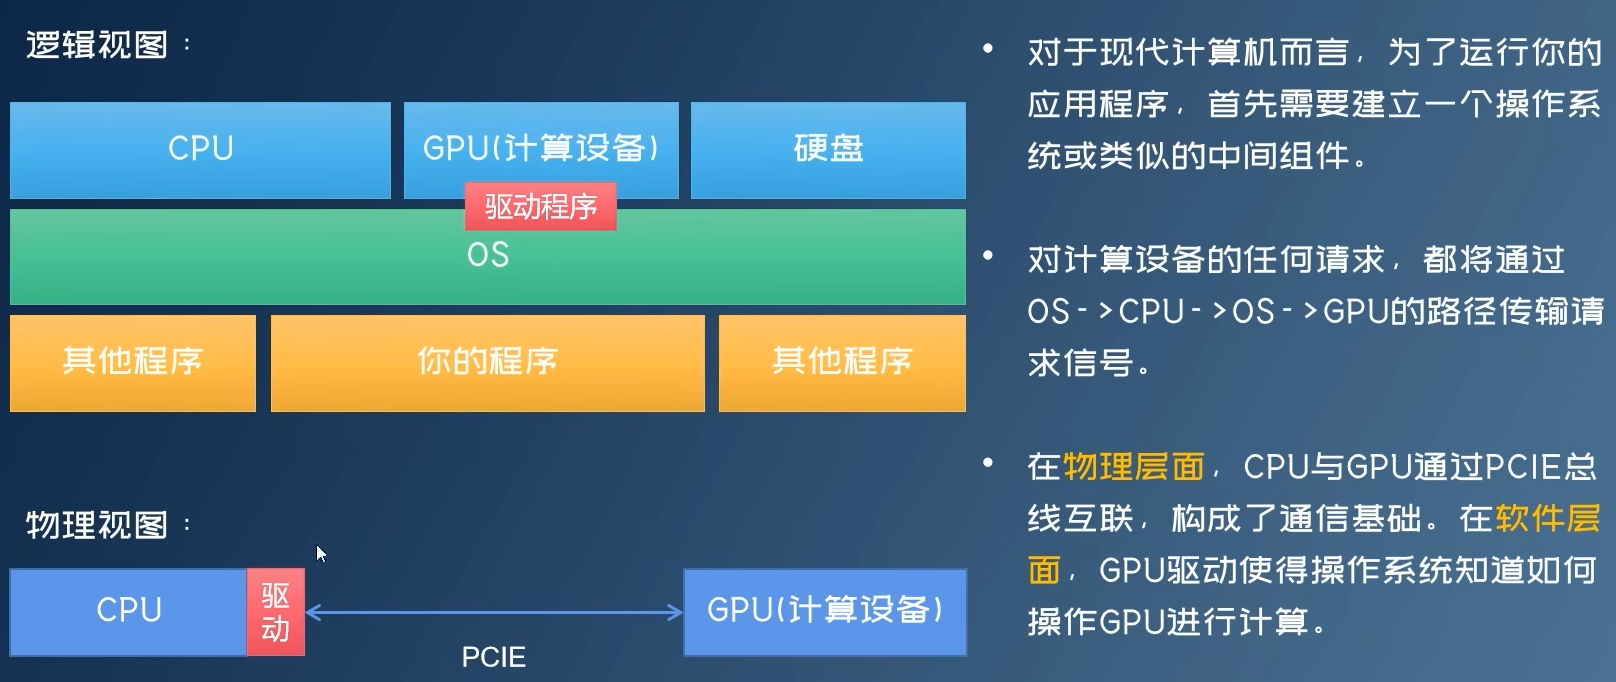 逻辑视图：
CPU
GPU(计算设备)
硬盘
驱动程序
OS
其他程序
你的程序
其他程序
物理视图：
CPU
驱
动
PCIE
GPU(计算设备)
• 对于现代计算机而言，为了运行你的
应用程序，首先需要建立一个操作系
统或类似的中间组件。
• 对计算设备的任何请求，都将通过
OS->CPU->OS->GPU的路径传输请
求信号。
• 在物理层面，CPU与GPU通过PCIE总
线互联，构成了通信基础。在软件层
面，GPU驱动使得操作系统知道如何
操作GPU进行计算。